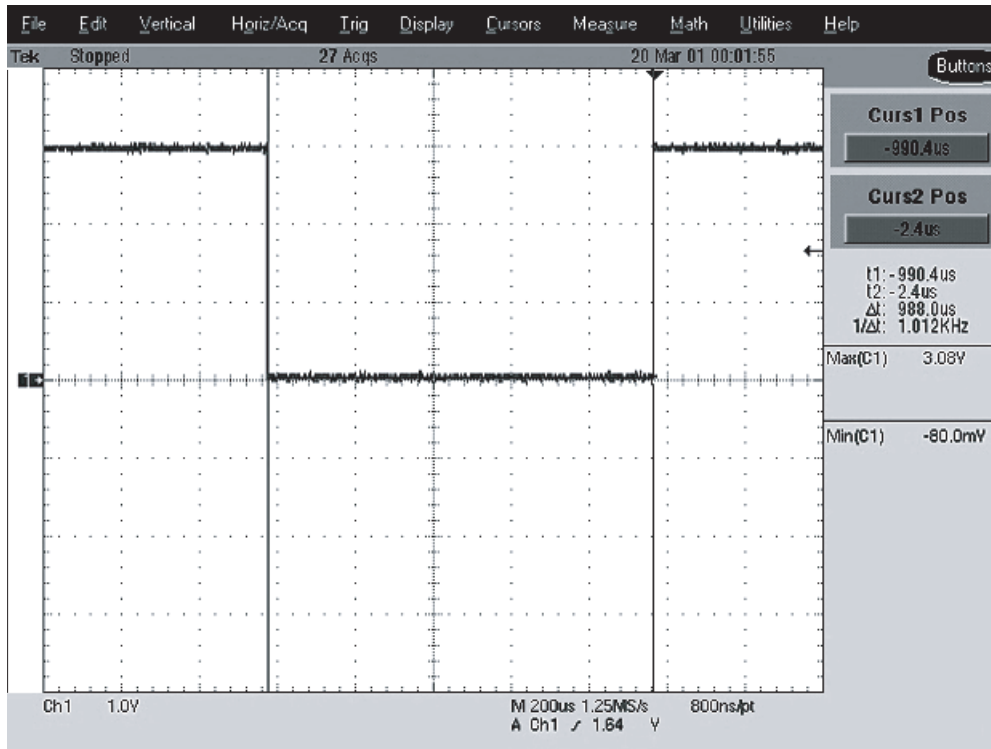 File Edit Vertical Horiz/Acq Trig Display Cursors Measure Math Utilities Help
Tek Stopped 27 Acqs 20 Mar 01 00:01:55
Buttons
Curs1 Pos
-990.4us
Curs2 Pos
-2.4us
t1: -990.4us
t2: -2.4us
Δt: 988.0us
1/Δt: 1.012KHz
Max(C1) 3.08V
Min(C1) -80.0mV
Ch1 1.0V M 200us 1.25MS/s 800ns/pt
A Ch1 ∕ 1.64 V